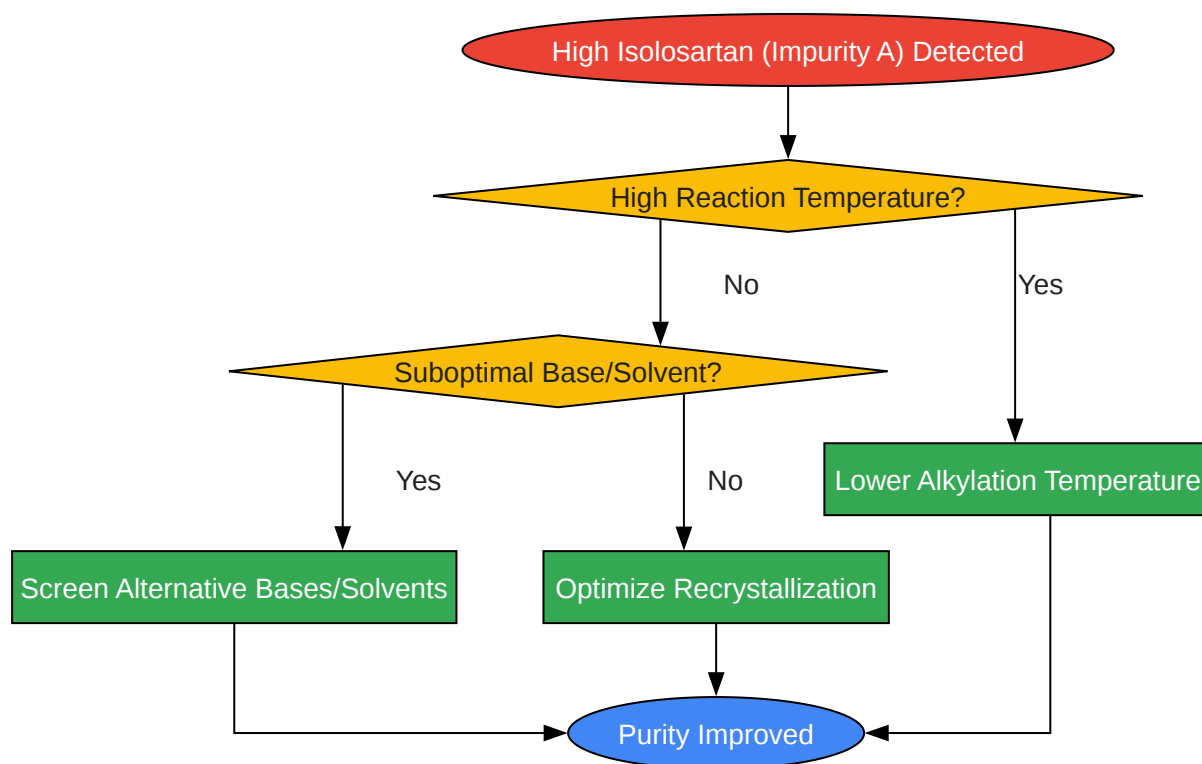 High Isolosartan (Impurity A) Detected
High Reaction Temperature?
No
Yes
Suboptimal Base/Solvent?
Yes
No
Lower Alkylation Temperature
Screen Alternative Bases/Solvents
Optimize Recrystallization
Purity Improved